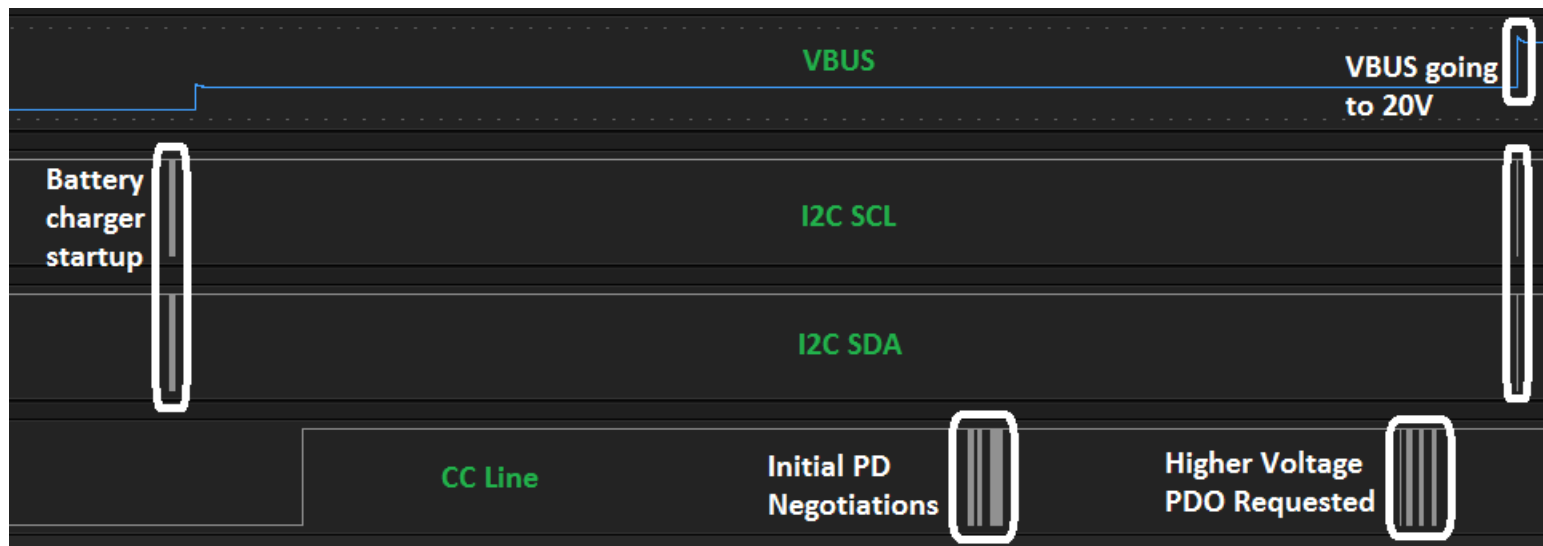 VBUS
VBUS going
to 20V
Battery
charger
startup
I2C SCL
I2C SDA
CC Line
Initial PD
Negotiations
Higher Voltage
PDO Requested